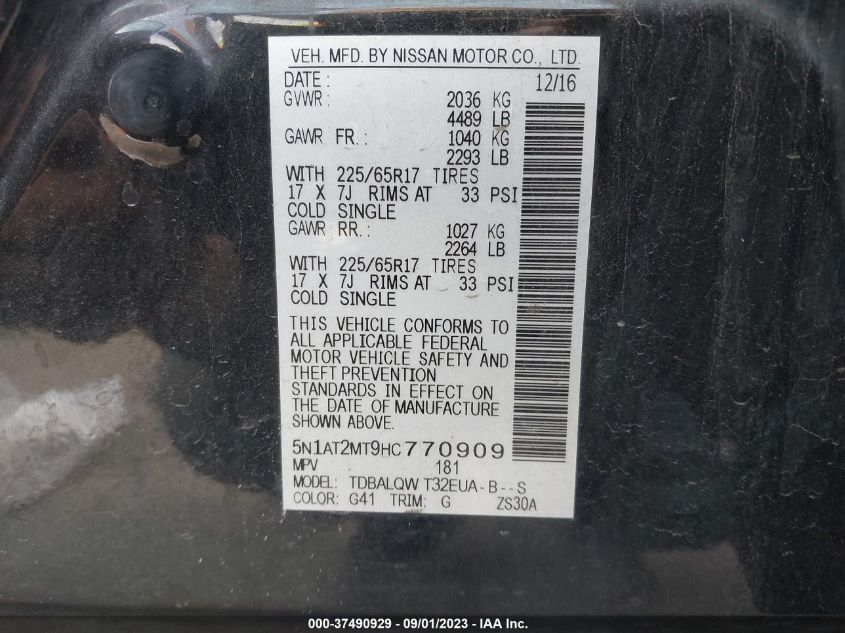 VEH. MFD. BY NISSAN MOTOR CO., LTD.
DATE: 12/16
GVWR: 2036 KG
4489 LB
GAWR FR.: 1040 KG
2293 LB
WITH 225/65R17 TIRES
17 X 7J RIMS AT 33 PSI
COLD SINGLE
GAWR RR.: 1027 KG
2264 LB
WITH 225/65R17 TIRES
17 X 7J RIMS AT 33 PSI
COLD SINGLE
THIS VEHICLE CONFORMS TO
ALL APPLICABLE FEDERAL
MOTOR VEHICLE SAFETY AND
THEFT PREVENTION
STANDARDS IN EFFECT ON
THE DATE OF MANUFACTURE
SHOWN ABOVE.
5N1AT2MT9HC770909
MPV 181
MODEL: TDBALQW T32EUA-B--S
COLOR: G41 TRIM: G ZS30A
000-37490929 - 09/01/2023 - IAA Inc.